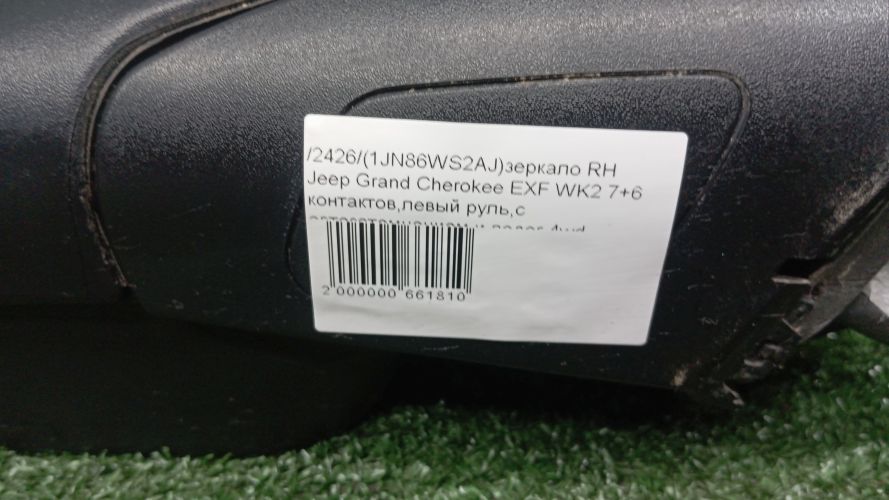 /2426/(1JN86WS2AJ)зеркало RH
Jeep Grand Cherokee EXF WK2 7+6
контактов,левый руль,с
2 000000 661810